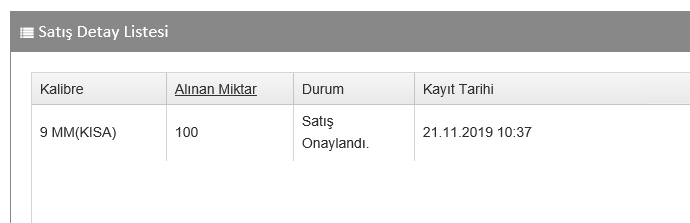 Satış Detay Listesi
Kalibre Alınan Miktar Durum Kayıt Tarihi
9 MM(KISA) 100 Satış Onaylandı. 21.11.2019 10:37